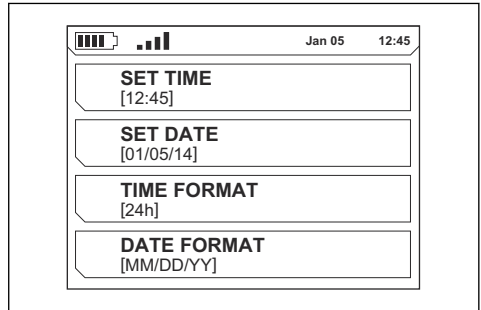 Jan 05 12:45
SET TIME
[12:45]
SET DATE
[01/05/14]
TIME FORMAT
[24h]
DATE FORMAT
[MM/DD/YY]